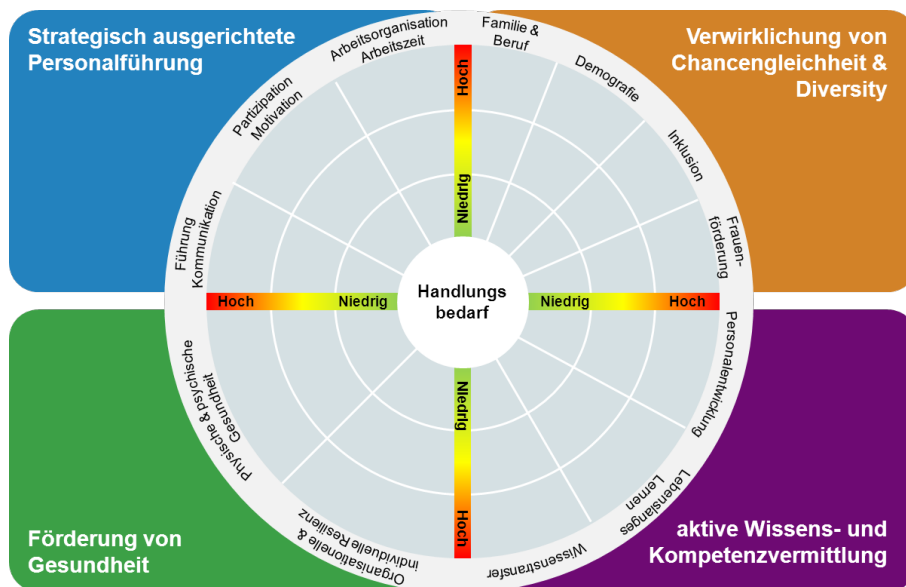 Strategisch ausgerichtete
Personalführung
Verwirklichung von
Chancengleichheit &
Diversity
Führung
Kommunikation
Partizipation
Motivation
Arbeitsorganisation
Arbeitszeit
Familie &
Beruf
Demografie
Inklusion
Frauen-
förderung
Hoch
Niedrig
Hoch
Niedrig
Handlungs
bedarf
Niedrig
Hoch
Niedrig
Hoch
Physische & psychische
Gesundheit
Organisationelle &
individuelle Resilienz
Wissenstransfer
Lebenslanges
Lernen
Personalentwicklung
Förderung von
Gesundheit
aktive Wissens- und
Kompetenzvermittlung